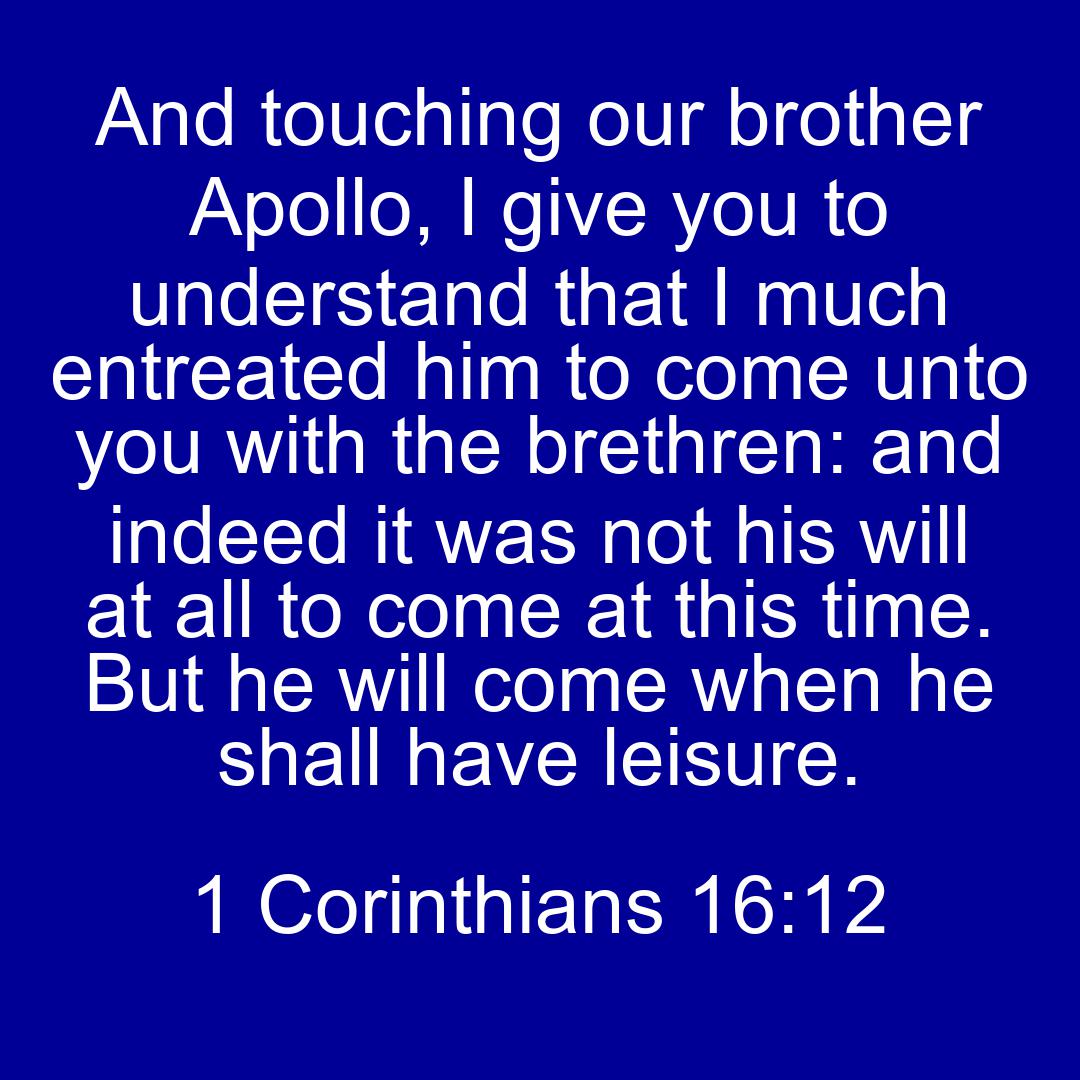 And touching our brother
Apollo, I give you to
understand that I much
entreated him to come unto
you with the brethren: and
indeed it was not his will
at all to come at this time.
But he will come when he
shall have leisure.
1 Corinthians 16:12